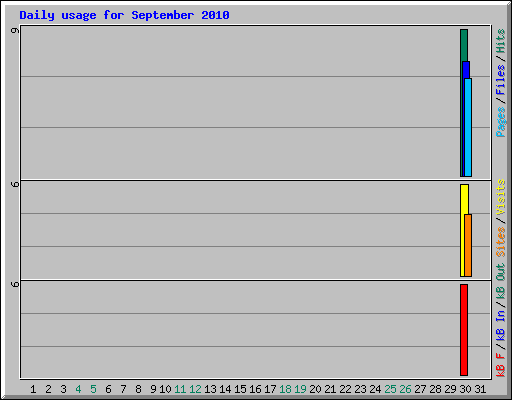 Daily usage for September 2010
9
6
6
Pages / Files / Hits
Sites / Visits
kB F / kB In / kB Out
1 2 3 4 5 6 7 8 9 10 11 12 13 14 15 16 17 18 19 20 21 22 23 24 25 26 27 28 29 30 31